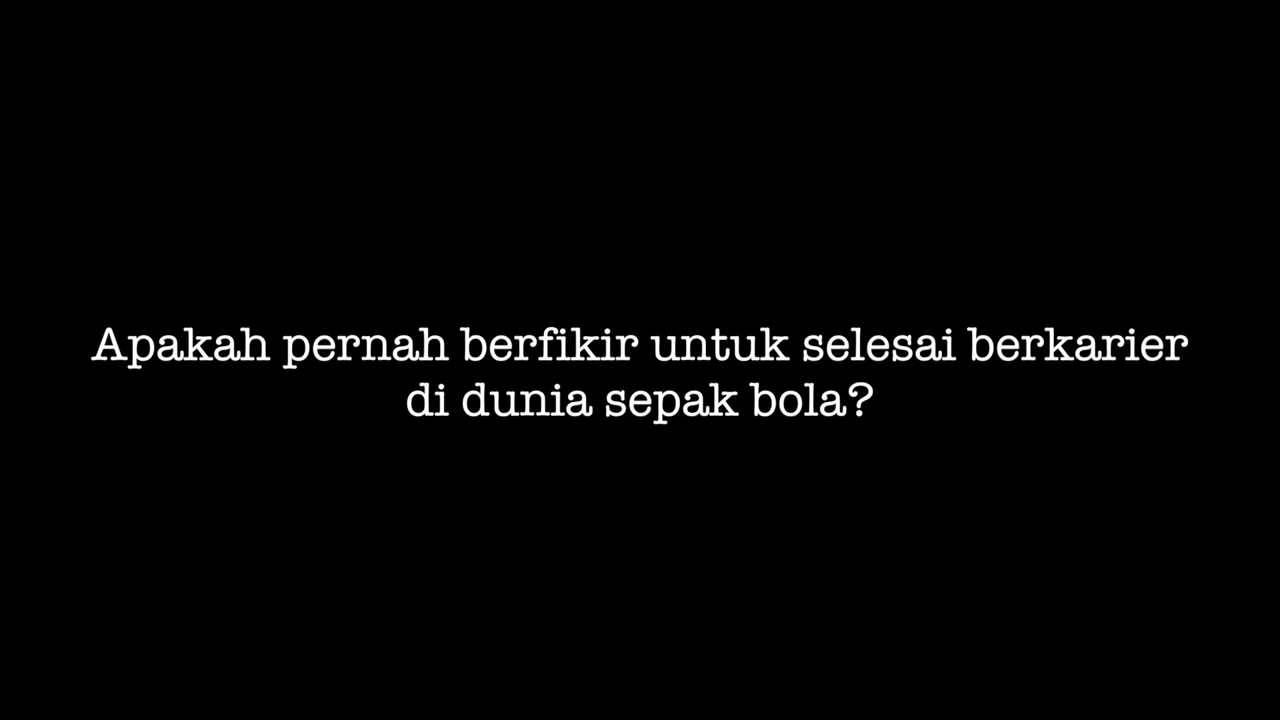 Apakah pernah berfikir untuk selesai berkarier
di dunia sepak bola?